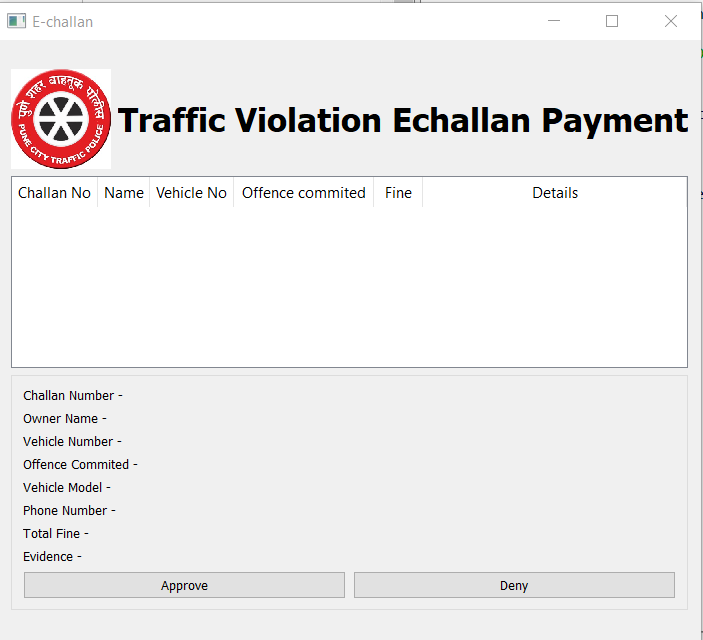 E-challan
पुणे शहर वाहतूक पोलीस
PUNE CITY TRAFFIC POLICE
Traffic Violation Echallan Payment
Challan No Name Vehicle No Offence commited Fine Details
Challan Number -
Owner Name -
Vehicle Number -
Offence Commited -
Vehicle Model -
Phone Number -
Total Fine -
Evidence -
Approve Deny